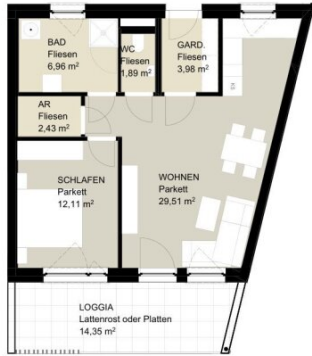 BAD
Fliesen
6,96 m²
WC
Fliesen
1,89 m²
GARD.
Fliesen
3,98 m²
AR
Fliesen
2,43 m²
SCHLAFEN
Parkett
12,11 m²
WOHNEN
Parkett
29,51 m²
LOGGIA
Lattenrost oder Platten
14,35 m²